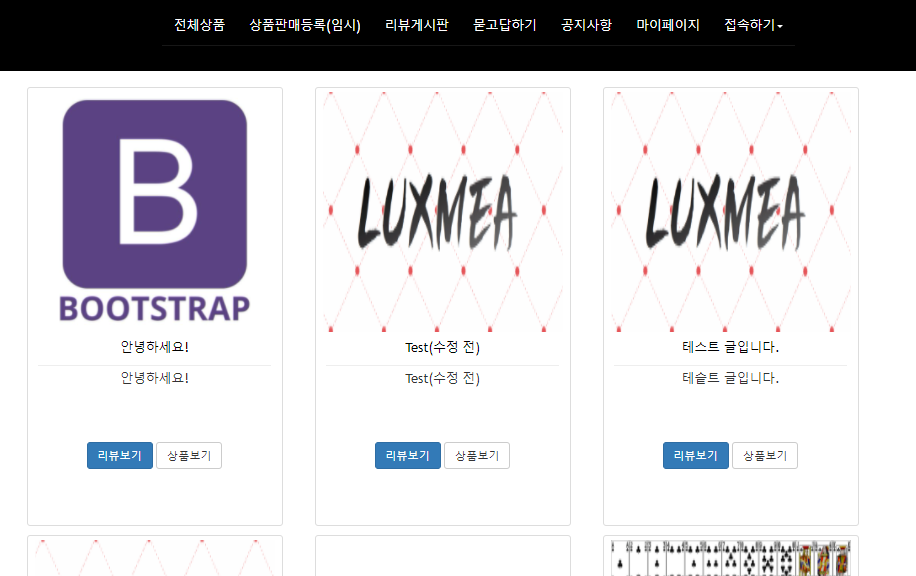 전체상품 상품판매등록(임시) 리뷰게시판 묻고답하기 공지사항 마이페이지 접속하기
B
BOOTSTRAP
안녕하세요!
안녕하세요!
리뷰보기 상품보기
LUXMEA
Test(수정 전)
Test(수정 전)
리뷰보기 상품보기
LUXMEA
테스트 글입니다.
테슽트 글입니다.
리뷰보기 상품보기